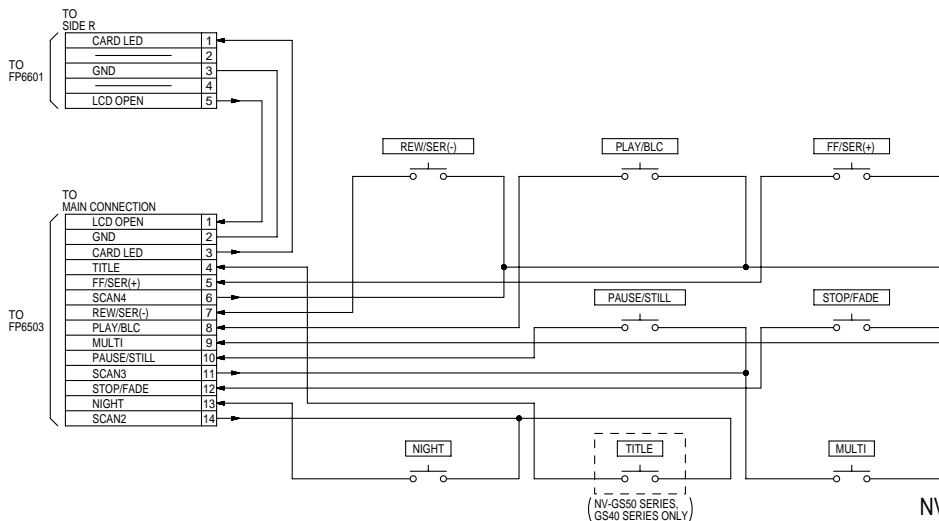 TO
SIDE R
CARD LED 1
2
TO
FP6601
GND 3
4
LCD OPEN 5
REW/SER(-)
PLAY/BLC
FF/SER(+)
TO
MAIN CONNECTION
LCD OPEN 1
GND 2
CARD LED 3
TITLE 4
FF/SER(+) 5
SCAN4 6
REW/SER(-) 7
TO
FP6503
PLAY/BLC 8
MULTI 9
PAUSE/STILL 10
SCAN3 11
STOP/FADE 12
NIGHT 13
SCAN2 14
PAUSE/STILL
STOP/FADE
NIGHT
TITLE
MULTI
(NV-GS50 SERIES,
GS40 SERIES ONLY)
NV